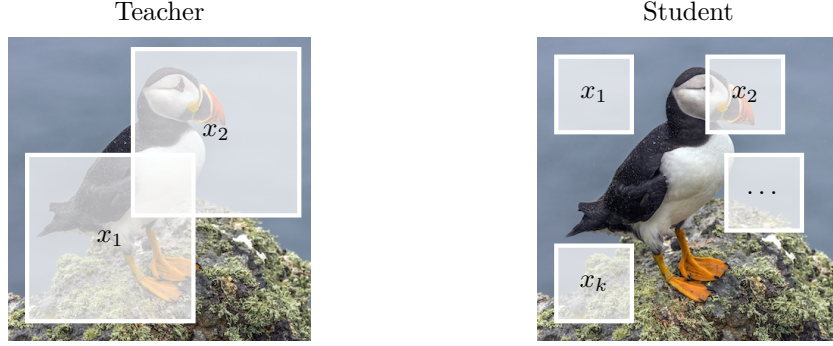 Teacher
x₂
x₁
Student
x₁
x₂
...
xₖ